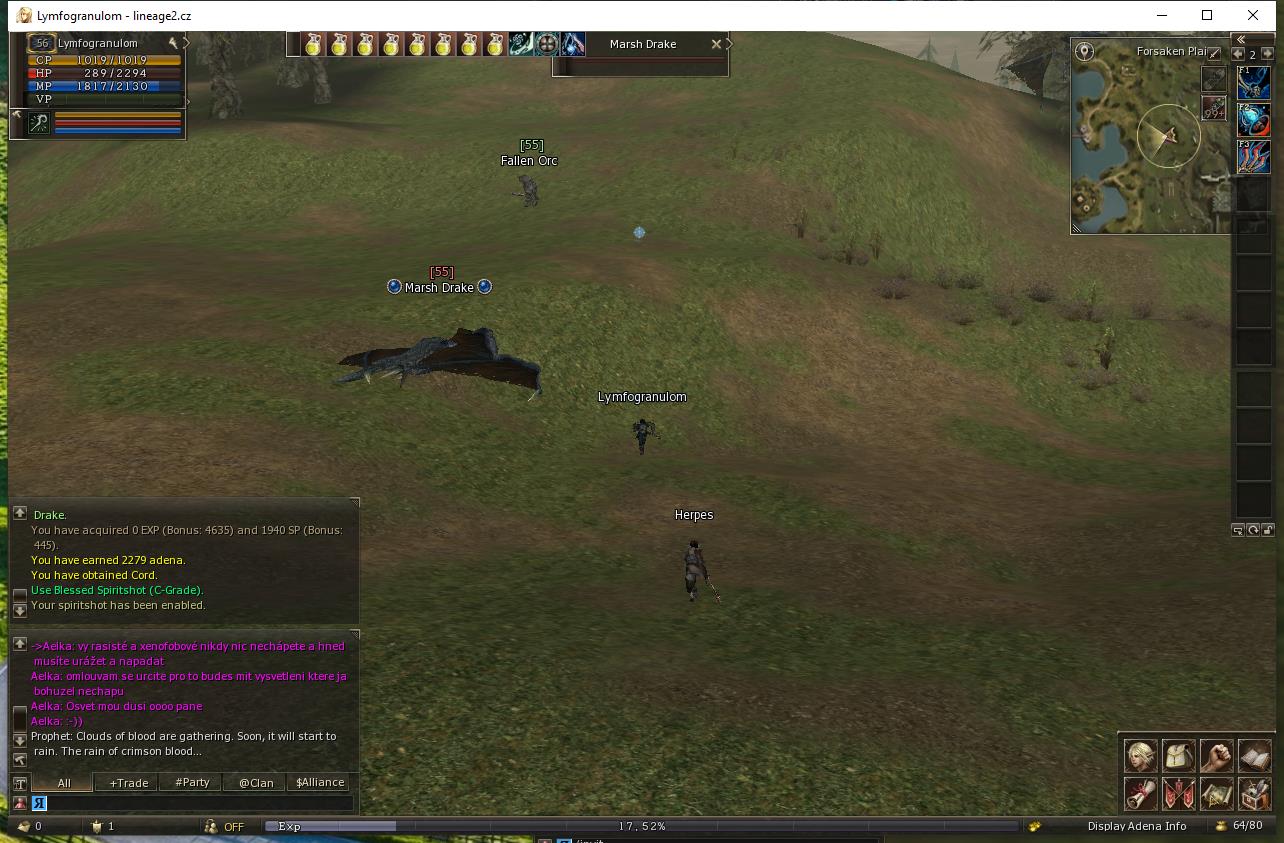 Lymfogranulom - lineage2.cz
56 Lymfogranulom
CP 1019/1019
HP 289/2294
MP 1817/2130
VP
Marsh Drake
Forsaken Plai
2
F1
F2
F3
99+
[55]
Fallen Orc
[55]
Marsh Drake
Lymfogranulom
Herpes
Drake.
You have acquired 0 EXP (Bonus: 4635) and 1940 SP (Bonus:
445).
You have earned 2279 adena.
You have obtained Cord.
Use Blessed Spiritshot (C-Grade).
Your spiritshot has been enabled.
->Aelka: vy rasisté a xenofobové nikdy nic nechápete a hned
musíte urážet a napadat
Aelka: omlouvam se urcite pro to budes mit vysvetleni ktere ja
bohuzel nechapu
Aelka: Osvet mou dusi oooo pane
Aelka: :-))
Prophet: Clouds of blood are gathering. Soon, it will start to
rain. The rain of crimson blood...
All +Trade #Party @Clan $Alliance
Я
0 1 OFF Exp 17,52% Display Adena Info 64/80